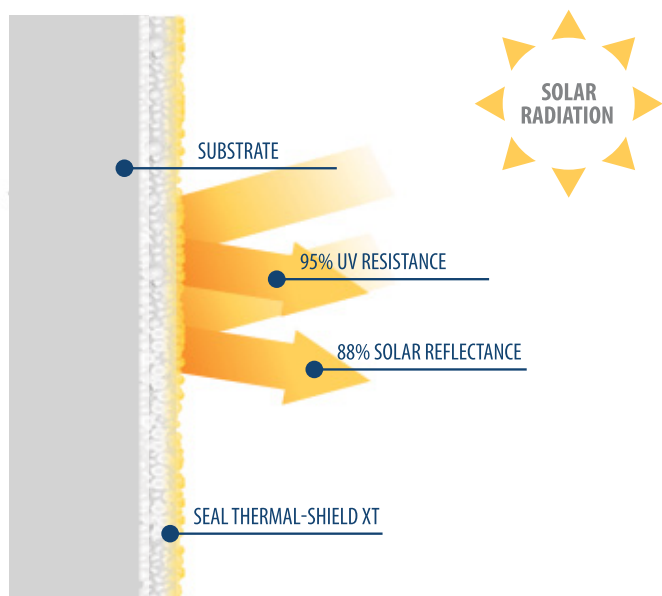 SOLAR
RADIATION
SUBSTRATE
95% UV RESISTANCE
88% SOLAR REFLECTANCE
SEAL THERMAL-SHIELD XT